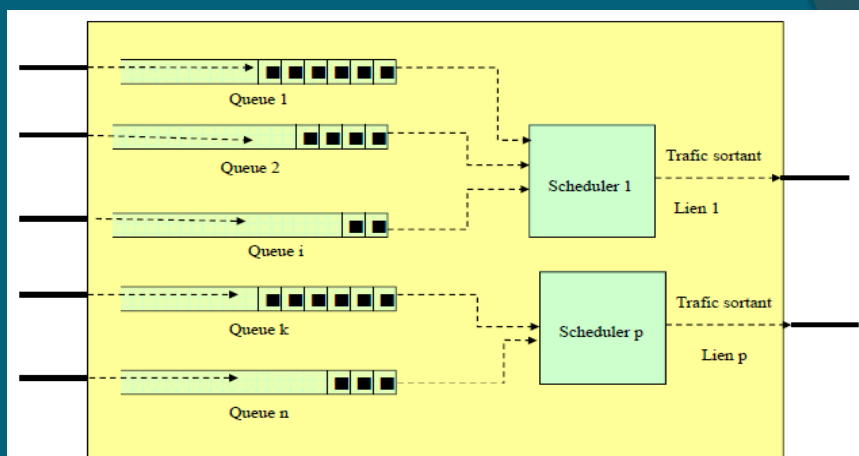 Queue 1
Queue 2
Queue i
Queue k
Queue n
Scheduler 1
Trafic sortant
Lien 1
Scheduler p
Trafic sortant
Lien p